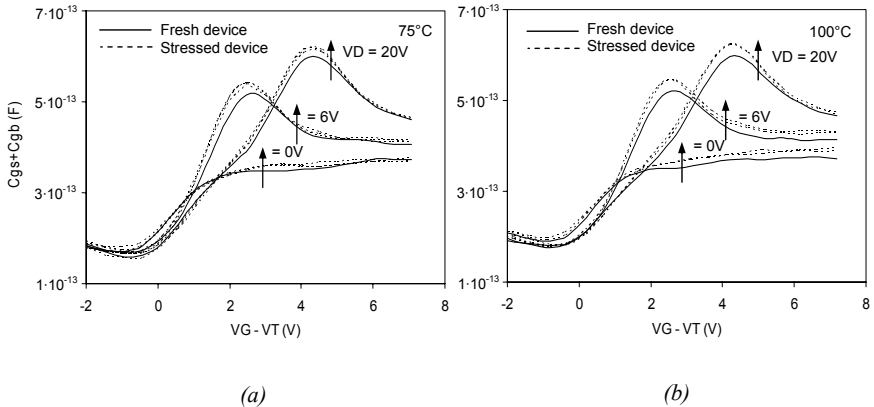 7·10⁻¹³
5·10⁻¹³
3·10⁻¹³
1·10⁻¹³
Cgs+Cgb (F)
Fresh device
Stressed device
75°C
VD = 20V
= 6V
= 0V
-2 0 2 4 6 8
VG - VT (V)
(a)
7·10⁻¹³
5·10⁻¹³
3·10⁻¹³
1·10⁻¹³
Fresh device
Stressed device
100°C
VD = 20V
= 6V
= 0V
-2 0 2 4 6 8
VG - VT (V)
(b)